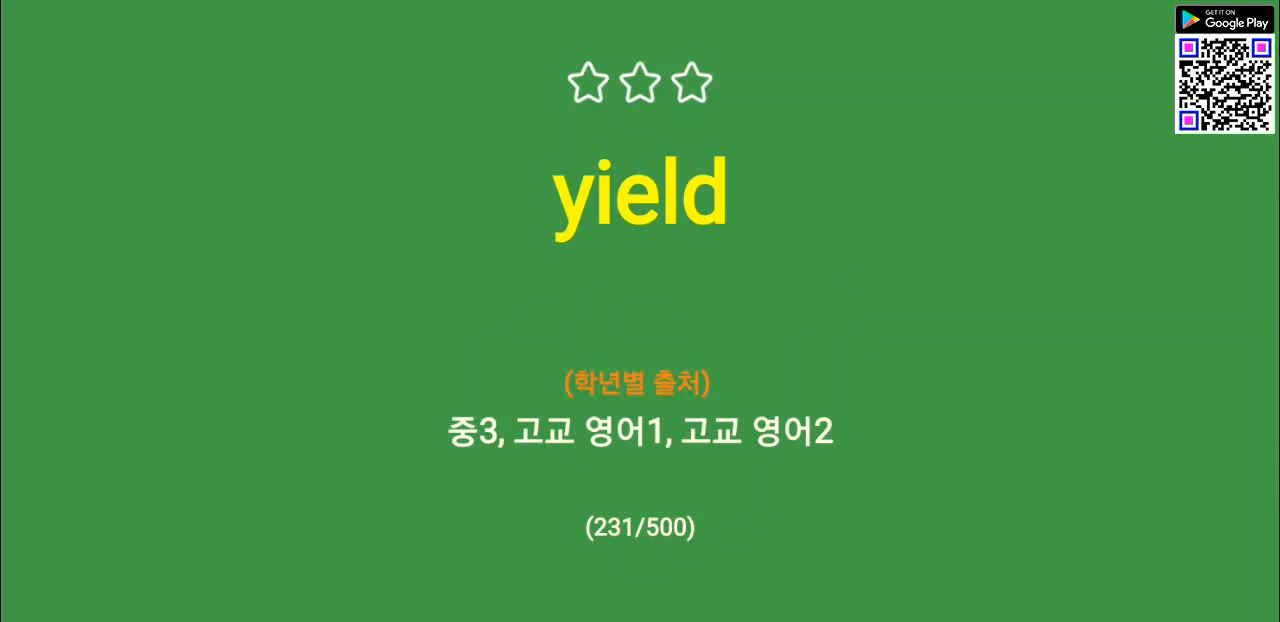 GET IT ON
Google Play
yield
(학년별 출처)
중3, 고교 영어1, 고교 영어2
(231/500)